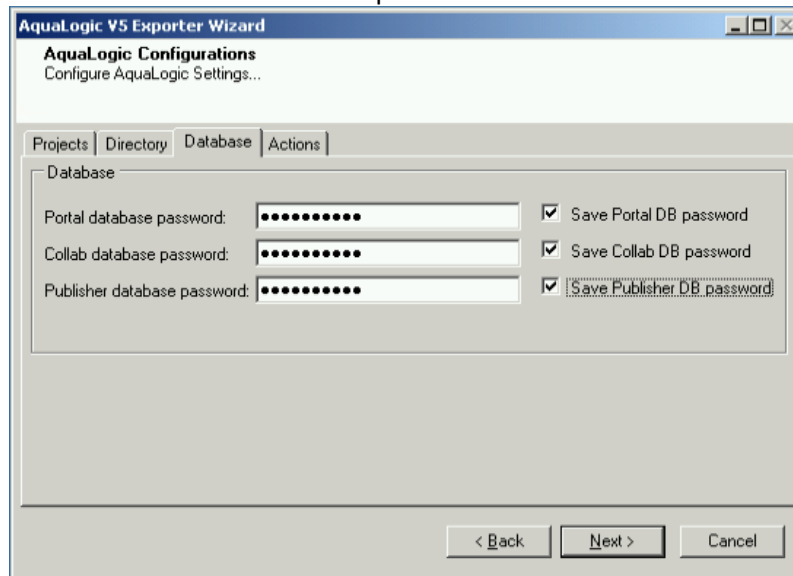 AquaLogic V5 Exporter Wizard
AquaLogic Configurations
Configure AquaLogic Settings...
Projects Directory Database Actions
Database
Portal database password: ●●●●●●●●●● Save Portal DB password
Collab database password: ●●●●●●●●●● Save Collab DB password
Publisher database password: ●●●●●●●●●● Save Publisher DB password
< Back Next > Cancel